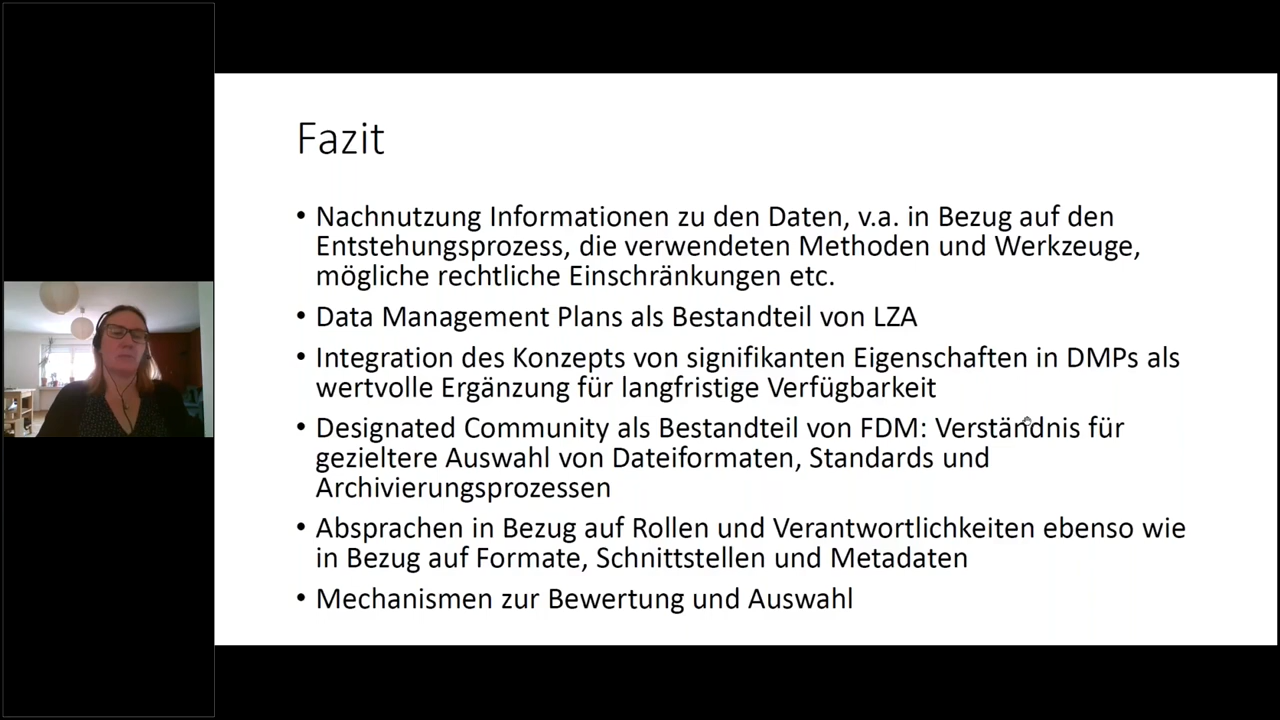 Fazit
• Nachnutzung Informationen zu den Daten, v.a. in Bezug auf den
Entstehungsprozess, die verwendeten Methoden und Werkzeuge,
mögliche rechtliche Einschränkungen etc.
• Data Management Plans als Bestandteil von LZA
• Integration des Konzepts von signifikanten Eigenschaften in DMPs als
wertvolle Ergänzung für langfristige Verfügbarkeit
• Designated Community als Bestandteil von FDM: Verständnis für
gezieltere Auswahl von Dateiformaten, Standards und
Archivierungsprozessen
• Absprachen in Bezug auf Rollen und Verantwortlichkeiten ebenso wie
in Bezug auf Formate, Schnittstellen und Metadaten
• Mechanismen zur Bewertung und Auswahl